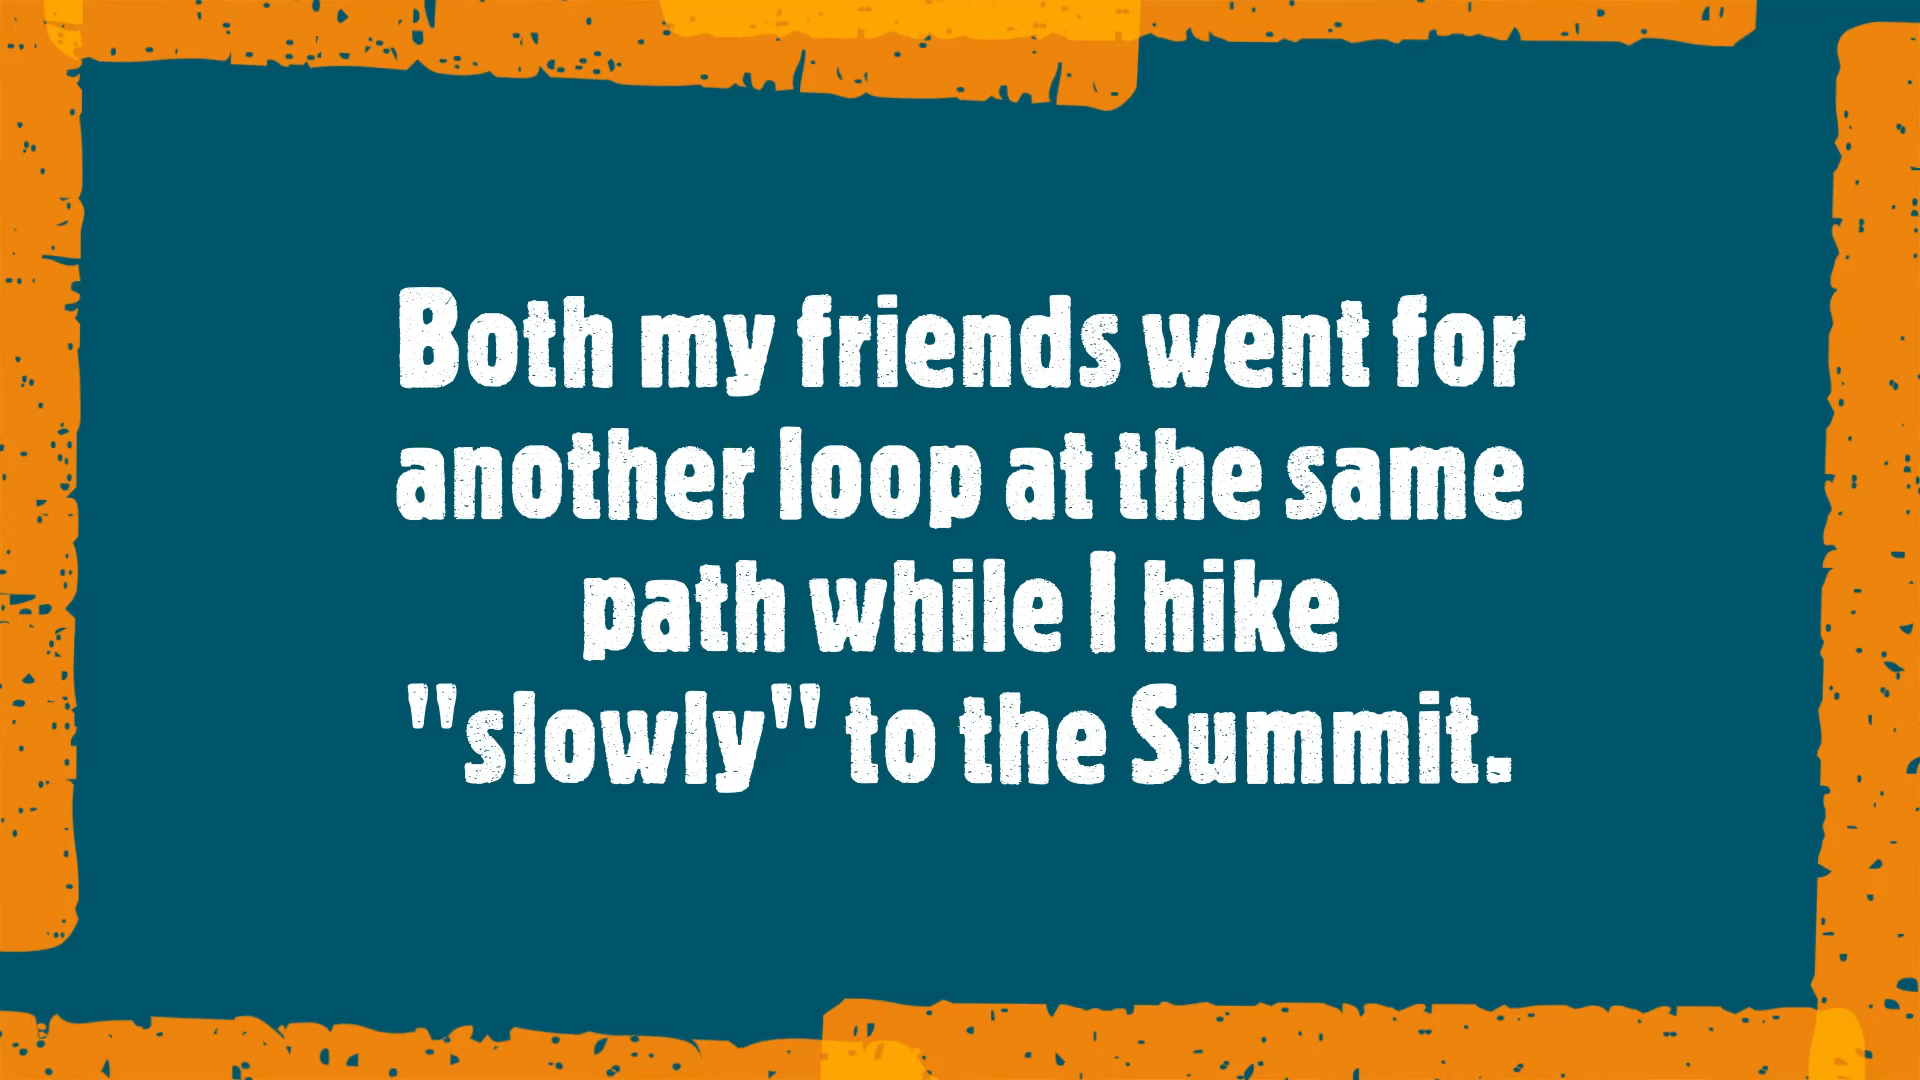 Both my friends went for
another loop at the same
path while I hike
"slowly" to the Summit.